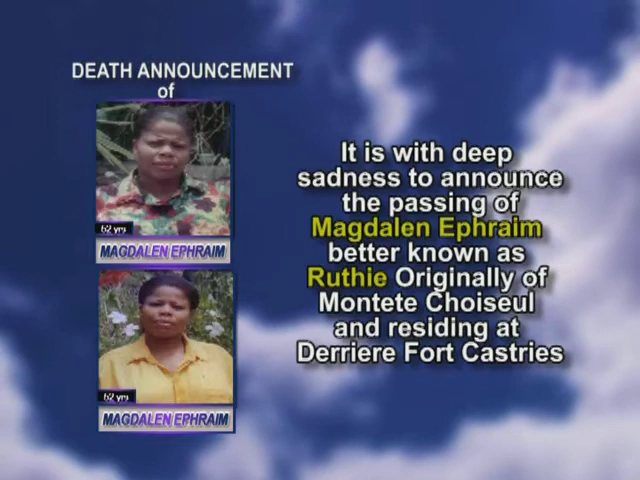 DEATH ANNOUNCEMENT
of
62 yrs
MAGDALEN EPHRAIM
62 yrs
MAGDALEN EPHRAIM
It is with deep
sadness to announce
the passing of
Magdalen Ephraim
better known as
Ruthie Originally of
Montete Choiseul
and residing at
Derriere Fort Castries